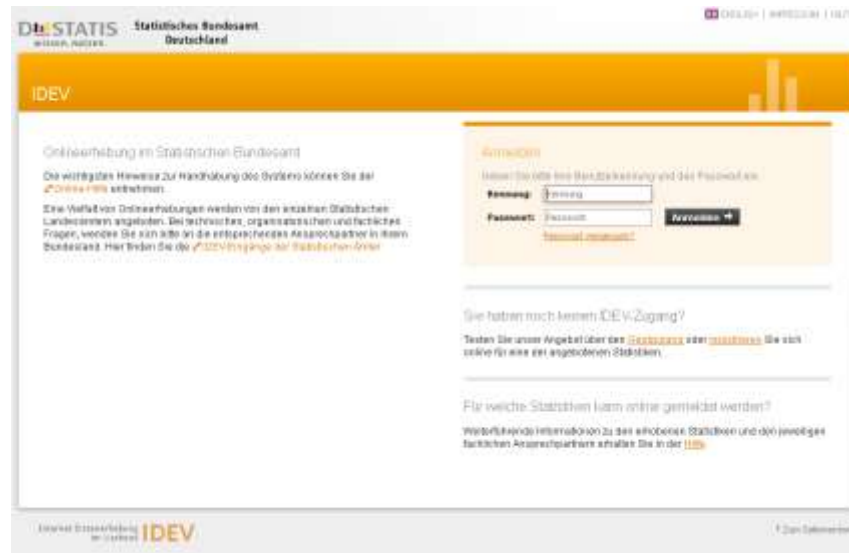 DESTATIS
wissen. nutzen.
Statistisches Bundesamt
Deutschland
ENGLISH | IMPRESSUM |
IDEV
Onlineerhebung im Statistischen Bundesamt
Die wichtigsten Hinweise zur Handhabung des Systems können Sie der
Online-Hilfe entnehmen.
Eine Vielfalt von Onlineerhebungen werden von den einzelnen Statistischen
Landesämtern angeboten. Bei technischen, organisatorischen und fachlichen
Fragen, wenden Sie sich bitte an die entsprechenden Ansprechpartner in Ihrem
Bundesland. Hier finden Sie die IDEV-Eingänge der Statistischen Ämter
Anmelden
Geben Sie bitte Ihre Benutzerkennung und das Passwort ein.
Kennung: Kennung
Passwort: Passwort Anmelden
Passwort vergessen?
Sie haben noch keinen IDEV-Zugang?
Testen Sie unser Angebot über den Gastzugang oder registrieren Sie sich
online für eine der angebotenen Statistiken.
Für welche Statistiken kann online gemeldet werden?
Weiterführende Informationen zu den erhobenen Statistiken und den jeweiligen
fachlichen Ansprechpartnern erhalten Sie in der Hilfe
Internet Datenerhebung
im Verbund IDEV
Zum